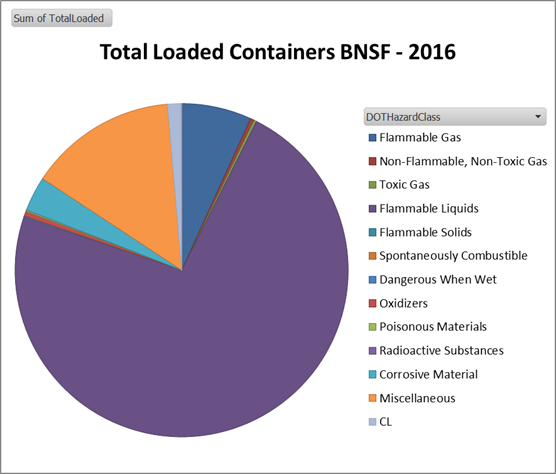 Sum of TotalLoaded
Total Loaded Containers BNSF - 2016
DOTHazardClass
Flammable Gas
Non-Flammable, Non-Toxic Gas
Toxic Gas
Flammable Liquids
Flammable Solids
Spontaneously Combustible
Dangerous When Wet
Oxidizers
Poisonous Materials
Radioactive Substances
Corrosive Material
Miscellaneous
CL